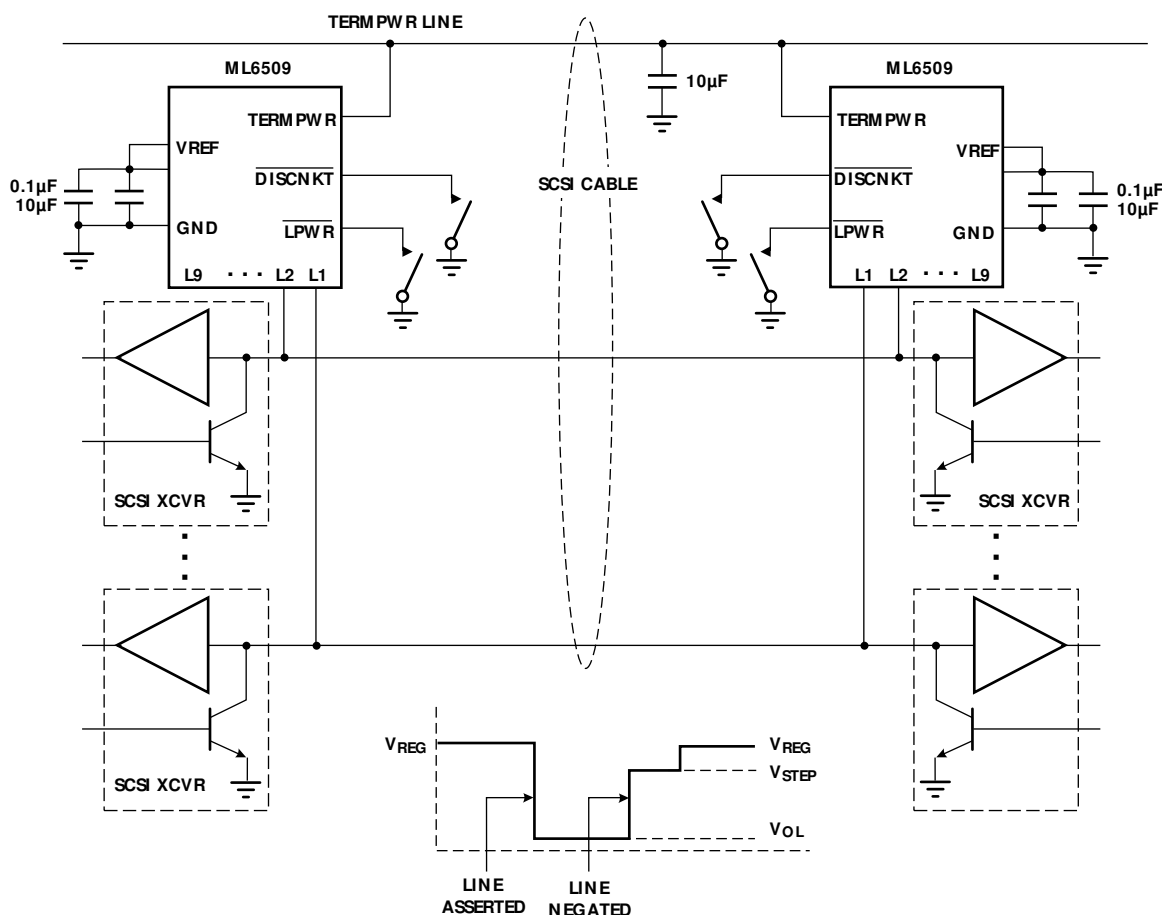 TERMPWR LINE
ML6509
ML6509
10µF
TERMPWR
TERMPWR
VREF
VREF
DISCNKT
SCSI CABLE
DISCNKT
0.1µF
10µF
0.1µF
10µF
GND
LPWR
LPWR
GND
L9 · · · L2 L1
L1 L2 · · · L9
SCSI XCVR
SCSI XCVR
VREG
VREG
VSTEP
SCSI XCVR
VOL
LINE
ASSERTED
LINE
NEGATED